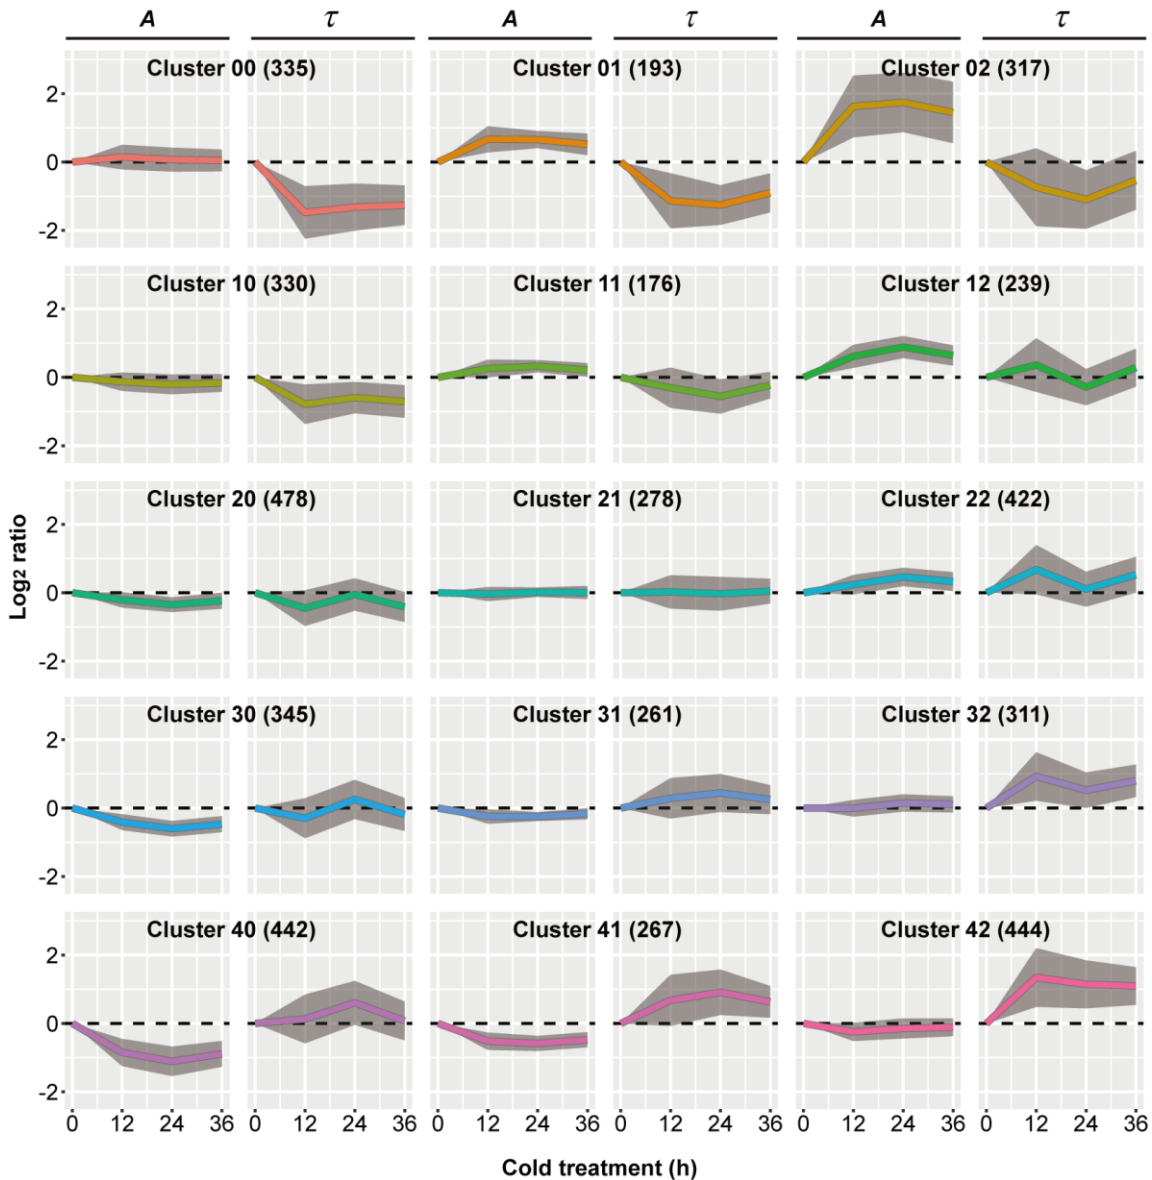 A τ A τ A τ
Cluster 00 (335) Cluster 01 (193) Cluster 02 (317)
2
0
-2
Cluster 10 (330) Cluster 11 (176) Cluster 12 (239)
2
0
-2
Cluster 20 (478) Cluster 21 (278) Cluster 22 (422)
2
0
-2
Log2 ratio
Cluster 30 (345) Cluster 31 (261) Cluster 32 (311)
2
0
-2
Cluster 40 (442) Cluster 41 (267) Cluster 42 (444)
2
0
-2
0 12 24 36 0 12 24 36 0 12 24 36 0 12 24 36 0 12 24 36 0 12 24 36
Cold treatment (h)